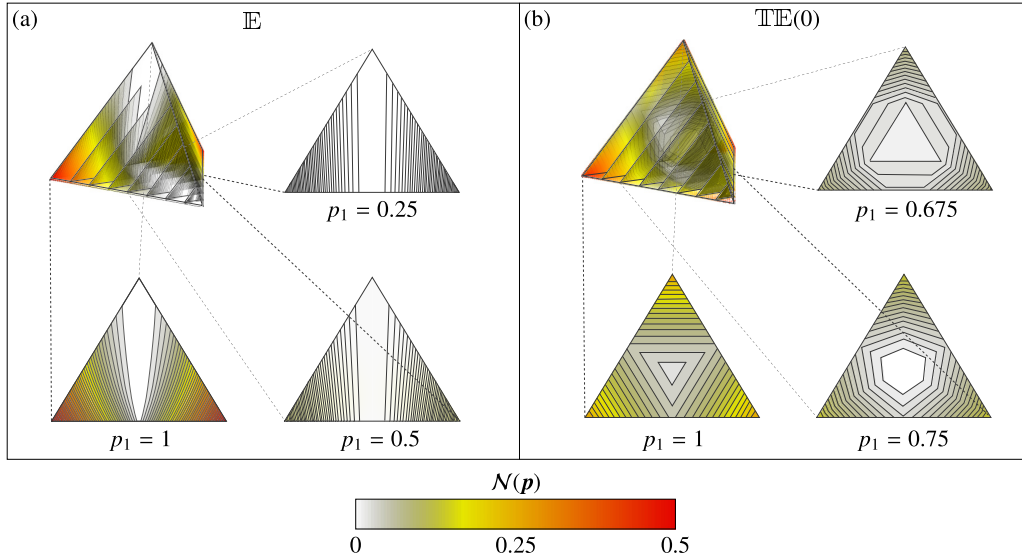 (a)
𝔼
p₁ = 0.25
p₁ = 1
p₁ = 0.5
(b)
𝕋𝔼(0)
p₁ = 0.675
p₁ = 1
p₁ = 0.75
𝒩(𝒑)
0 0.25 0.5